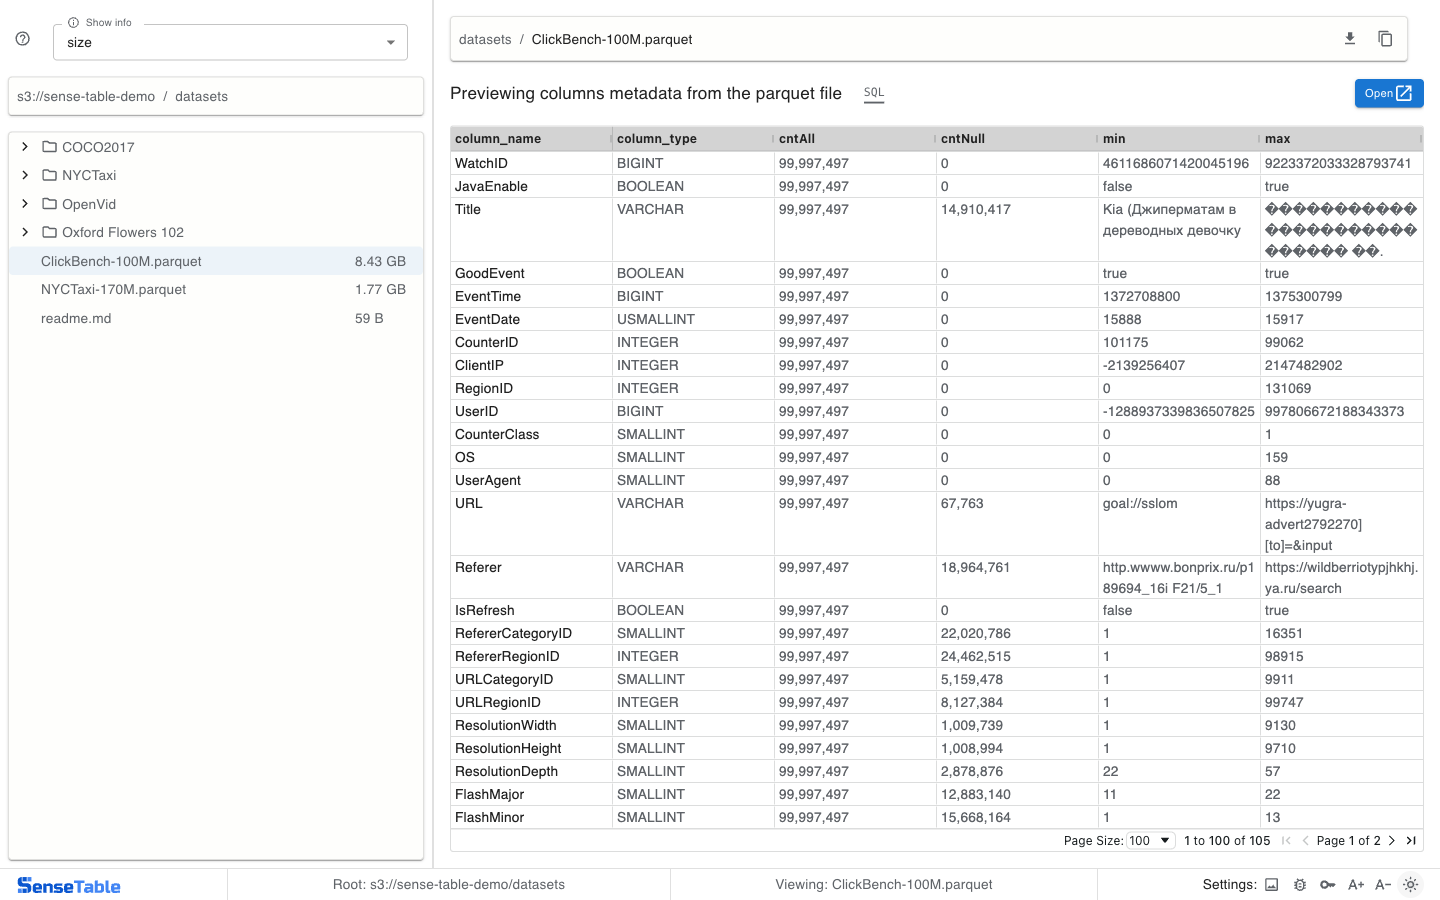 Show info
size
s3://sense-table-demo / datasets
COCO2017
NYCTaxi
OpenVid
Oxford Flowers 102
ClickBench-100M.parquet 8.43 GB
NYCTaxi-170M.parquet 1.77 GB
readme.md 59 B
datasets / ClickBench-100M.parquet
Previewing columns metadata from the parquet file SQL Open
column_name column_type cntAll cntNull min max
WatchID BIGINT 99,997,497 0 4611686071420045196 9223372033328793741
JavaEnable BOOLEAN 99,997,497 0 false true
Title VARCHAR 99,997,497 14,910,417 Kia (Джиперматам в �����������
дереводных девочку �����������
������ ��.
GoodEvent BOOLEAN 99,997,497 0 true true
EventTime BIGINT 99,997,497 0 1372708800 1375300799
EventDate USMALLINT 99,997,497 0 15888 15917
CounterID INTEGER 99,997,497 0 101175 99062
ClientIP INTEGER 99,997,497 0 -2139256407 2147482902
RegionID INTEGER 99,997,497 0 0 131069
UserID BIGINT 99,997,497 0 -1288937339836507825 997806672188343373
CounterClass SMALLINT 99,997,497 0 0 1
OS SMALLINT 99,997,497 0 0 159
UserAgent SMALLINT 99,997,497 0 0 88
URL VARCHAR 99,997,497 67,763 goal://sslom https://yugra-
advert2792270]
[to]=&input
Referer VARCHAR 99,997,497 18,964,761 http.wwww.bonprix.ru/p1 https://wildberriotypjhkhj.
89694_16i F21/5_1 ya.ru/search
IsRefresh BOOLEAN 99,997,497 0 false true
RefererCategoryID SMALLINT 99,997,497 22,020,786 1 16351
RefererRegionID INTEGER 99,997,497 24,462,515 1 98915
URLCategoryID SMALLINT 99,997,497 5,159,478 1 9911
URLRegionID INTEGER 99,997,497 8,127,384 1 99747
ResolutionWidth SMALLINT 99,997,497 1,009,739 1 9130
ResolutionHeight SMALLINT 99,997,497 1,008,994 1 9710
ResolutionDepth SMALLINT 99,997,497 2,878,876 22 57
FlashMajor SMALLINT 99,997,497 12,883,140 11 22
FlashMinor SMALLINT 99,997,497 15,668,164 1 13
Page Size: 100 1 to 100 of 105 Page 1 of 2
SenseTable Root: s3://sense-table-demo/datasets Viewing: ClickBench-100M.parquet Settings: A+ A-